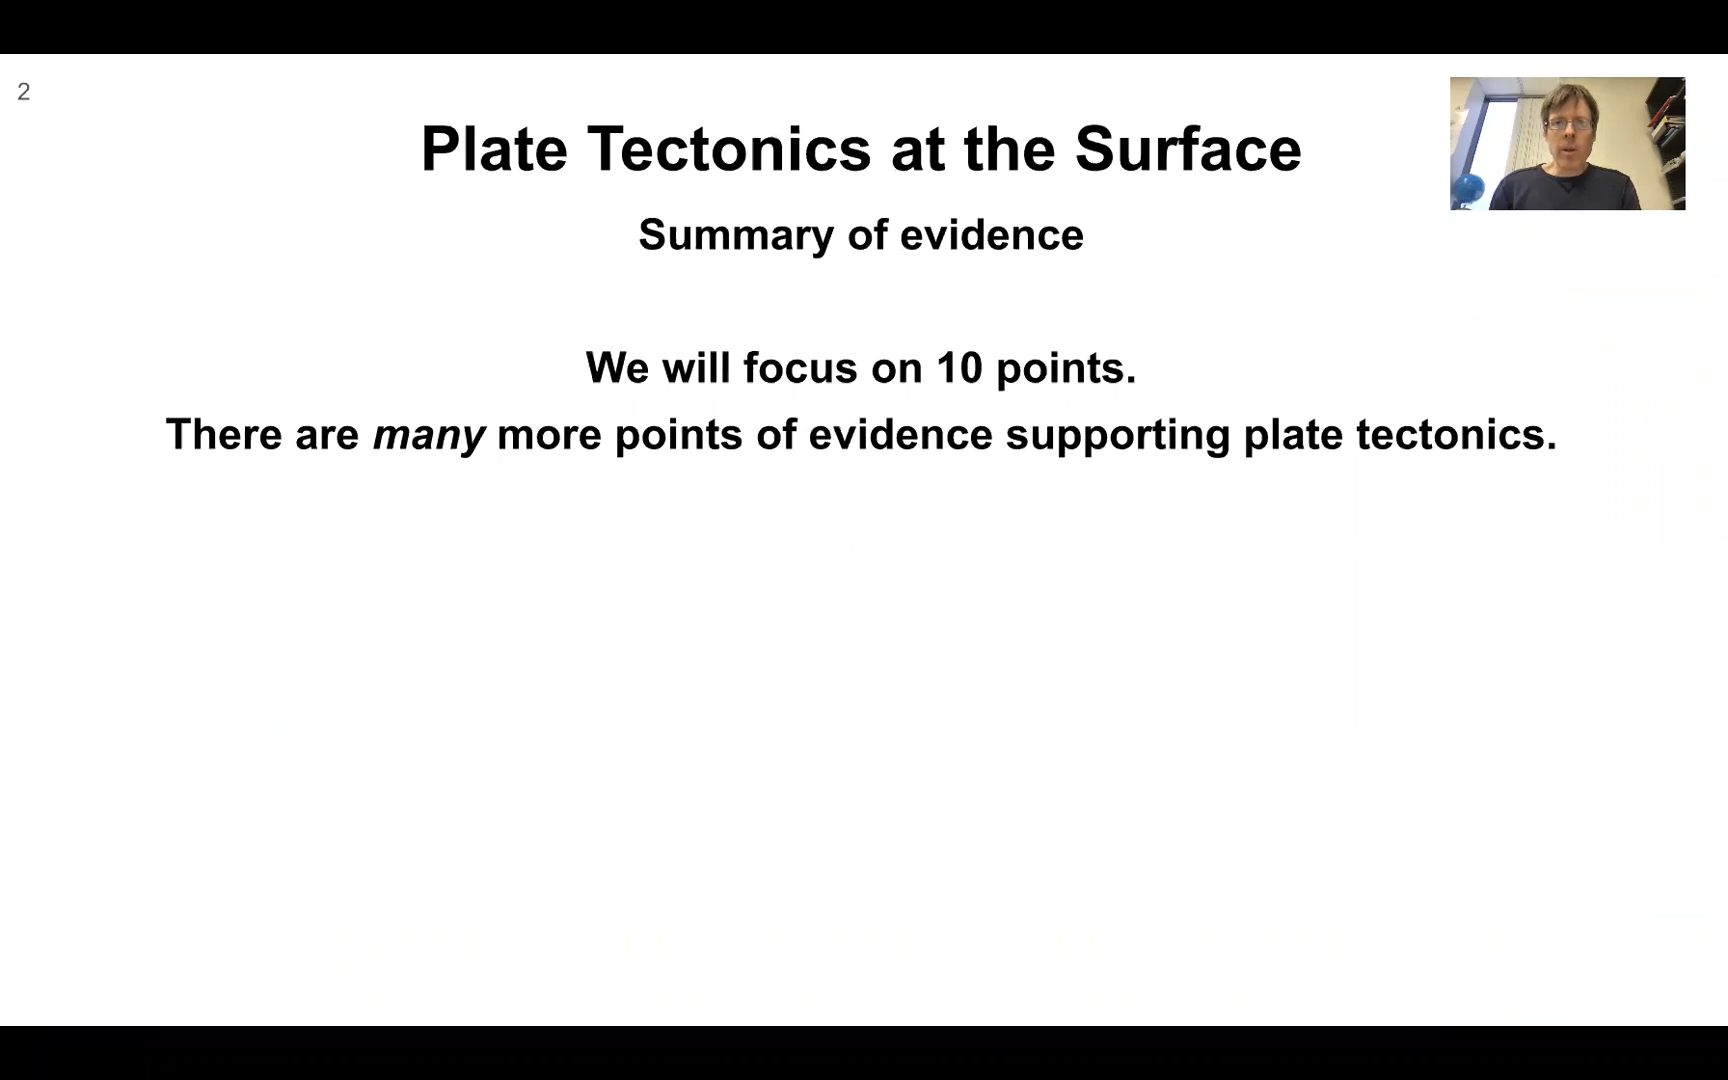 2
Plate Tectonics at the Surface
Summary of evidence
We will focus on 10 points.
There are many more points of evidence supporting plate tectonics.